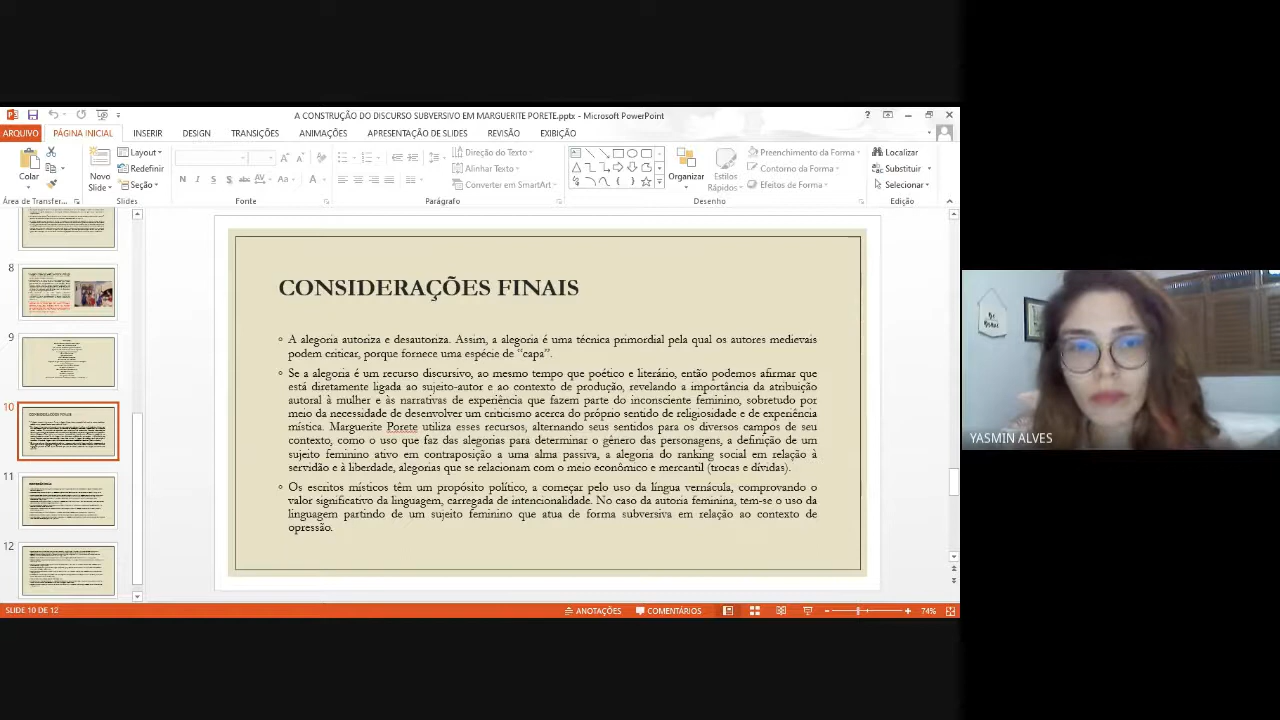 A CONSTRUÇÃO DO DISCURSO SUBVERSIVO EM MARGUERITE PORETE.pptx - Microsoft PowerPoint
ARQUIVO PÁGINA INICIAL INSERIR DESIGN TRANSIÇÕES ANIMAÇÕES APRESENTAÇÃO DE SLIDES REVISÃO EXIBIÇÃO
Colar
Novo
Slide
Layout
Redefinir
Seção
N I S S abc AV Aa A
Direção do Texto
Alinhar Texto
Converter em SmartArt
Organizar
Estilos
Rápidos
Preenchimento da Forma
Contorno da Forma
Efeitos de Forma
Localizar
Substituir
Selecionar
Área de Transfer... Slides Fonte Parágrafo Desenho Edição
8
9
10
11
12
CONSIDERAÇÕES FINAIS
A alegoria autoriza e desautoriza. Assim, a alegoria é uma técnica primordial pela qual os autores medievais
podem criticar, porque fornece uma espécie de “capa”.
Se a alegoria é um recurso discursivo, ao mesmo tempo que poético e literário, então podemos afirmar que
está diretamente ligada ao sujeito-autor e ao contexto de produção, revelando a importância da atribuição
autoral à mulher e às narrativas de experiência que fazem parte do inconsciente feminino, sobretudo por
meio da necessidade de desenvolver um criticismo acerca do próprio sentido de religiosidade e de experiência
mística. Marguerite Porete utiliza esses recursos, alternando seus sentidos para os diversos campos de seu
contexto, como o uso que faz das alegorias para determinar o gênero das personagens, a definição de um
sujeito feminino ativo em contraposição a uma alma passiva, a alegoria do ranking social em relação à
servidão e à liberdade, alegorias que se relacionam com o meio econômico e mercantil (trocas e dívidas).
Os escritos místicos têm um propósito político, a começar pelo uso da língua vernácula, explorando o
valor significativo da linguagem, carregada de intencionalidade. No caso da autoria feminina, tem-se o uso da
linguagem partindo de um sujeito feminino que atua de forma subversiva em relação ao contexto de
opressão.
YASMIN ALVES
SLIDE 10 DE 12 ANOTAÇÕES COMENTÁRIOS 74%